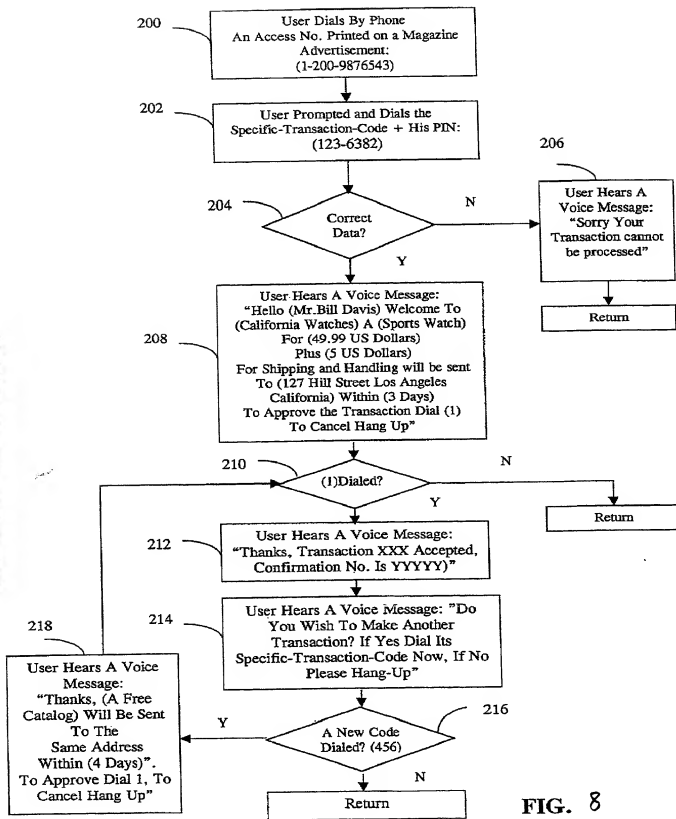 200
User Dials By Phone
An Access No. Printed on a Magazine
Advertisement:
(1-200-9876543)
202
User Prompted and Dials the
Specific-Transaction-Code + His PIN:
(123-6382)
204
Correct
Data?
N
Y
206
User Hears A
Voice Message:
“Sorry Your
Transaction cannot
be processed”
Return
208
User Hears A Voice Message:
“Hello (Mr.Bill Davis) Welcome To
(California Watches) A (Sports Watch)
For (49.99 US Dollars)
Plus (5 US Dollars)
For Shipping and Handling will be sent
To (127 Hill Street Los Angeles
California) Within (3 Days)
To Approve the Transaction Dial (1)
To Cancel Hang Up”
210
(1)Dialed?
N
Y
Return
212
User Hears A Voice Message:
“Thanks, Transaction XXX Accepted,
Confirmation No. Is YYYYY)”
214
User Hears A Voice Message: ”Do
You Wish To Make Another
Transaction? If Yes Dial Its
Specific-Transaction-Code Now, If No
Please Hang-Up”
216
A New Code
Dialed? (456)
Y
N
218
User Hears A Voice
Message:
“Thanks, (A Free
Catalog) Will Be Sent
To The
Same Address
Within (4 Days)”.
To Approve Dial 1, To
Cancel Hang Up”
Return
FIG. 8